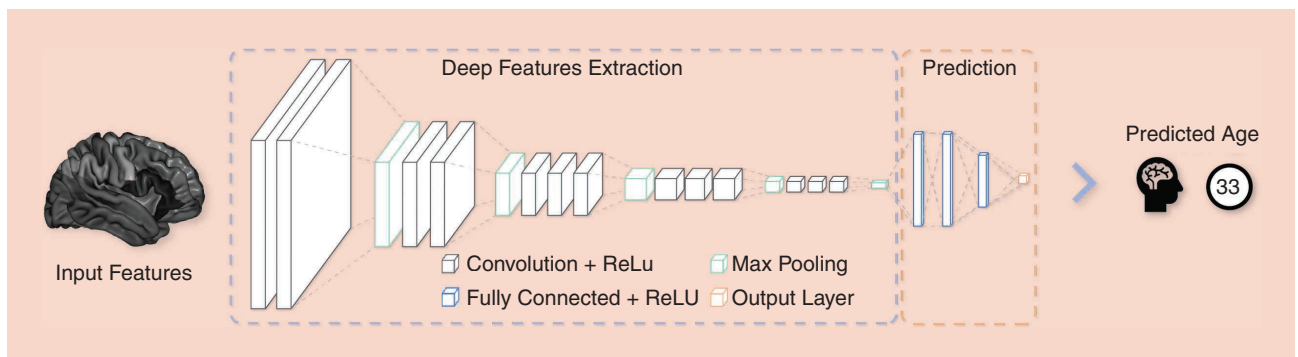 Deep Features Extraction
Prediction
Input Features
Convolution + ReLu
Max Pooling
Fully Connected + ReLU
Output Layer
Predicted Age
33